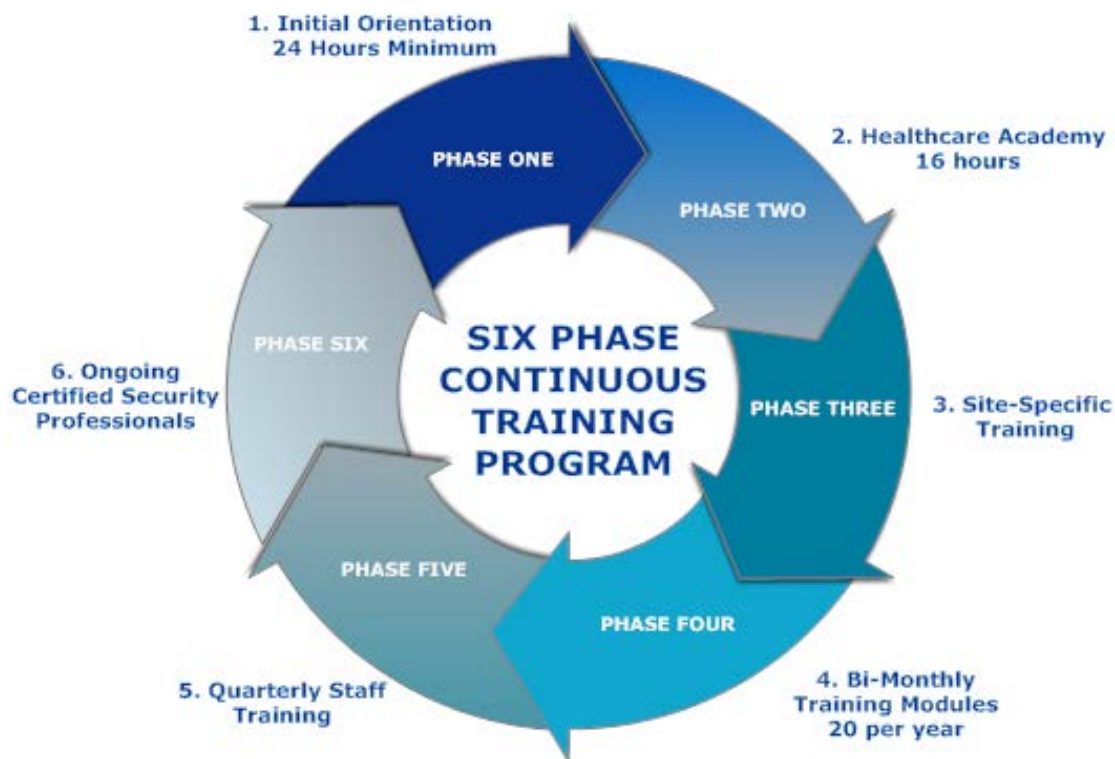 1. Initial Orientation
24 Hours Minimum
PHASE ONE
2. Healthcare Academy
16 hours
PHASE TWO
PHASE THREE
3. Site-Specific
Training
PHASE FOUR
4. Bi-Monthly
Training Modules
20 per year
PHASE FIVE
5. Quarterly Staff
Training
PHASE SIX
6. Ongoing
Certified Security
Professionals
SIX PHASE
CONTINUOUS
TRAINING
PROGRAM